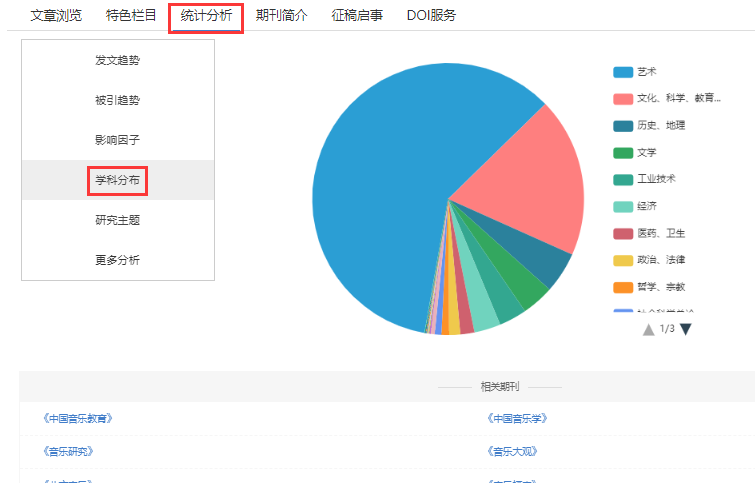 文章浏览 特色栏目 统计分析 期刊简介 征稿启事 DOI服务
发文趋势
被引趋势
影响因子
学科分布
研究主题
更多分析
艺术
文化、科学、教育...
历史、地理
文学
工业技术
经济
医药、卫生
政治、法律
哲学、宗教
1/3
相关期刊
《中国音乐教育》 《中国音乐学》
《音乐研究》 《音乐大观》